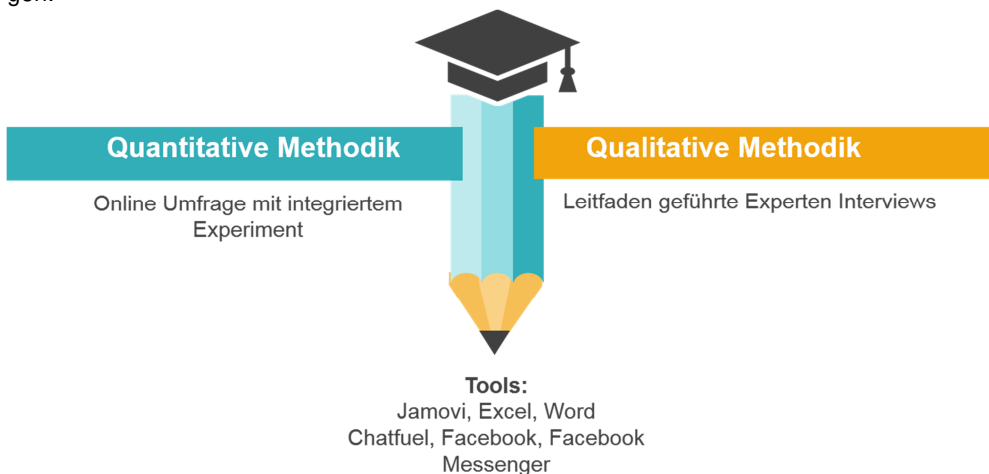 gen.
Quantitative Methodik
Qualitative Methodik
Online Umfrage mit integriertem
Experiment
Leitfaden geführte Experten Interviews
Tools:
Jamovi, Excel, Word
Chatfuel, Facebook, Facebook
Messenger